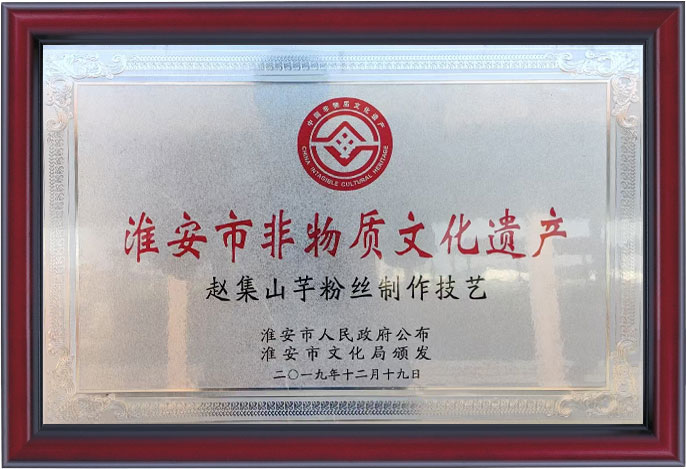 中国非物质文化遗产
CHINA INTAGIBLE CULTURAL HERITAGE
淮安市非物质文化遗产
赵集山芋粉丝制作技艺
淮安市人民政府公布
淮安市文化局颁发
二〇一九年十二月十九日